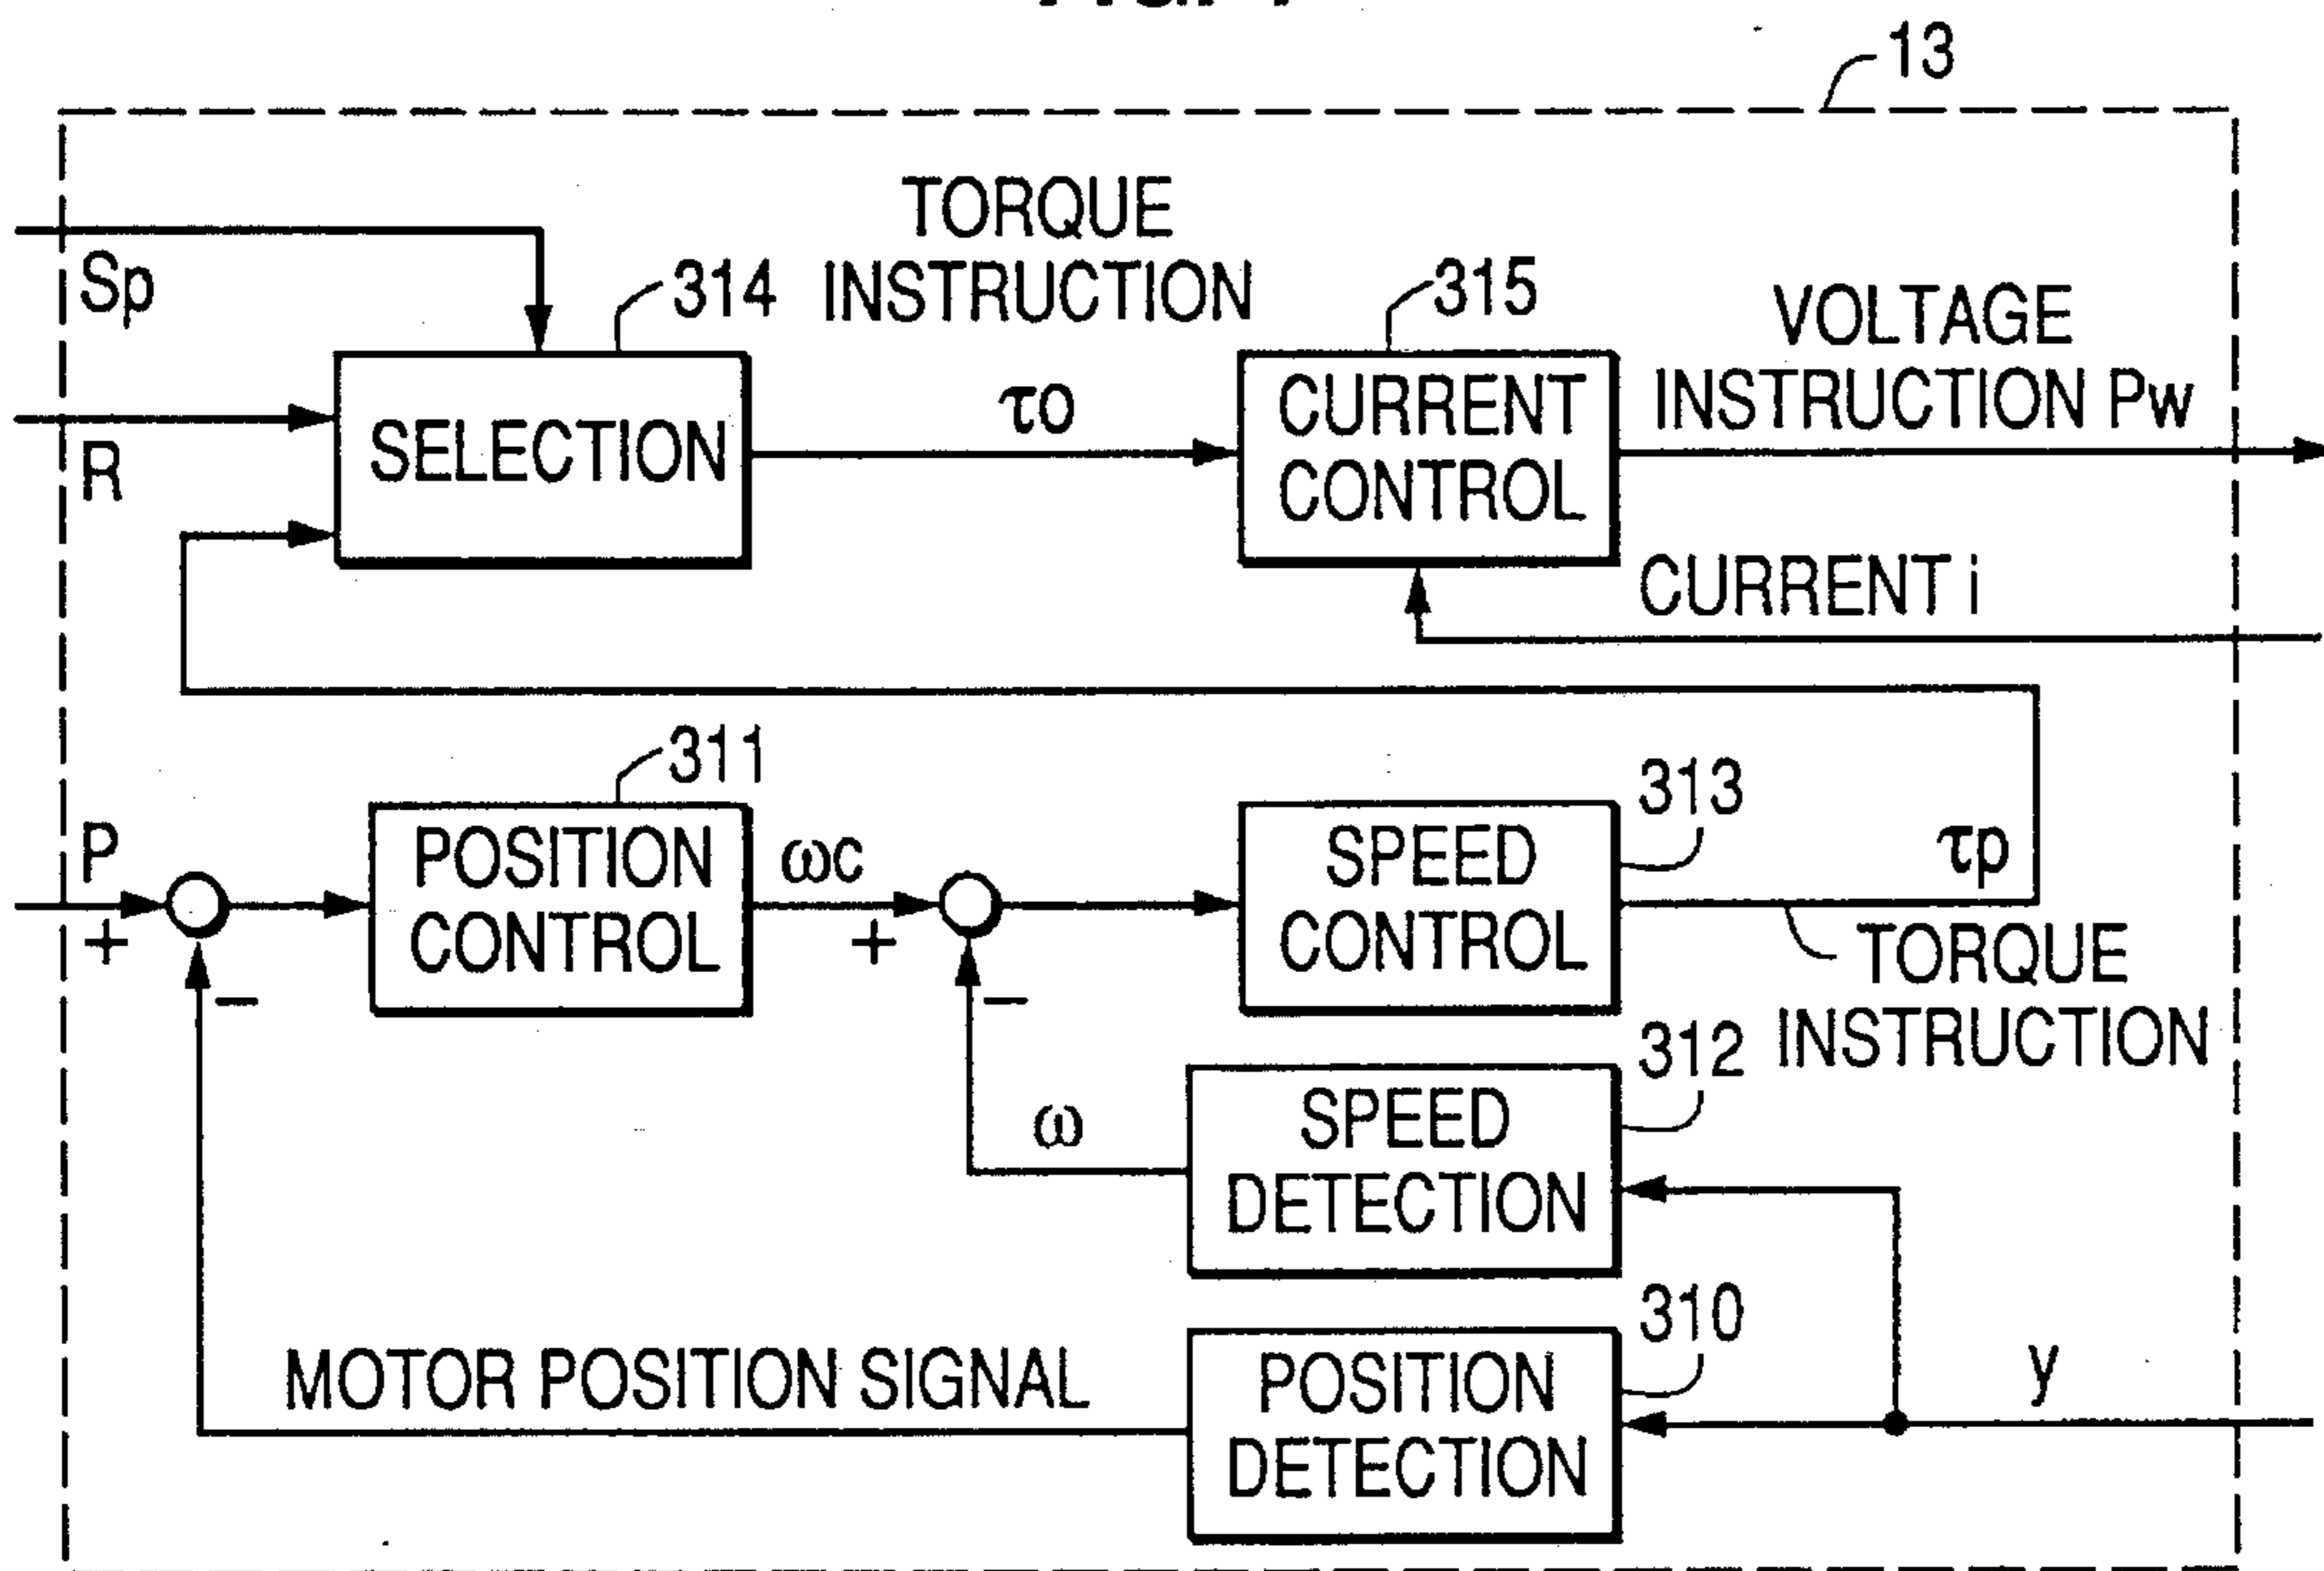 13
TORQUE
INSTRUCTION
Sp
314
315
VOLTAGE
INSTRUCTION Pw
R
SELECTION
τo
CURRENT
CONTROL
CURRENT i
311
313
P
+
POSITION
CONTROL
ωc
+
SPEED
CONTROL
τp
TORQUE
INSTRUCTION
−
−
312
ω
SPEED
DETECTION
310
MOTOR POSITION SIGNAL
POSITION
DETECTION
y